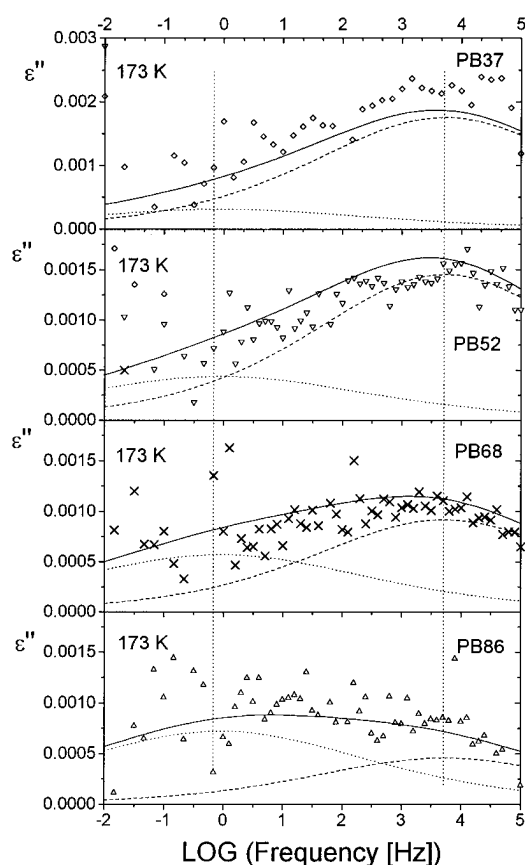 -2 -1 0 1 2 3 4 5
0.003
ε"
173 K
PB37
0.002
0.001
0.000
ε"
173 K
0.0015
PB52
0.0010
0.0005
0.0000
ε"
173 K
PB68
0.0015
0.0010
0.0005
0.0000
ε"
173 K
PB86
0.0015
0.0010
0.0005
0.0000
-2 -1 0 1 2 3 4 5
LOG (Frequency [Hz])